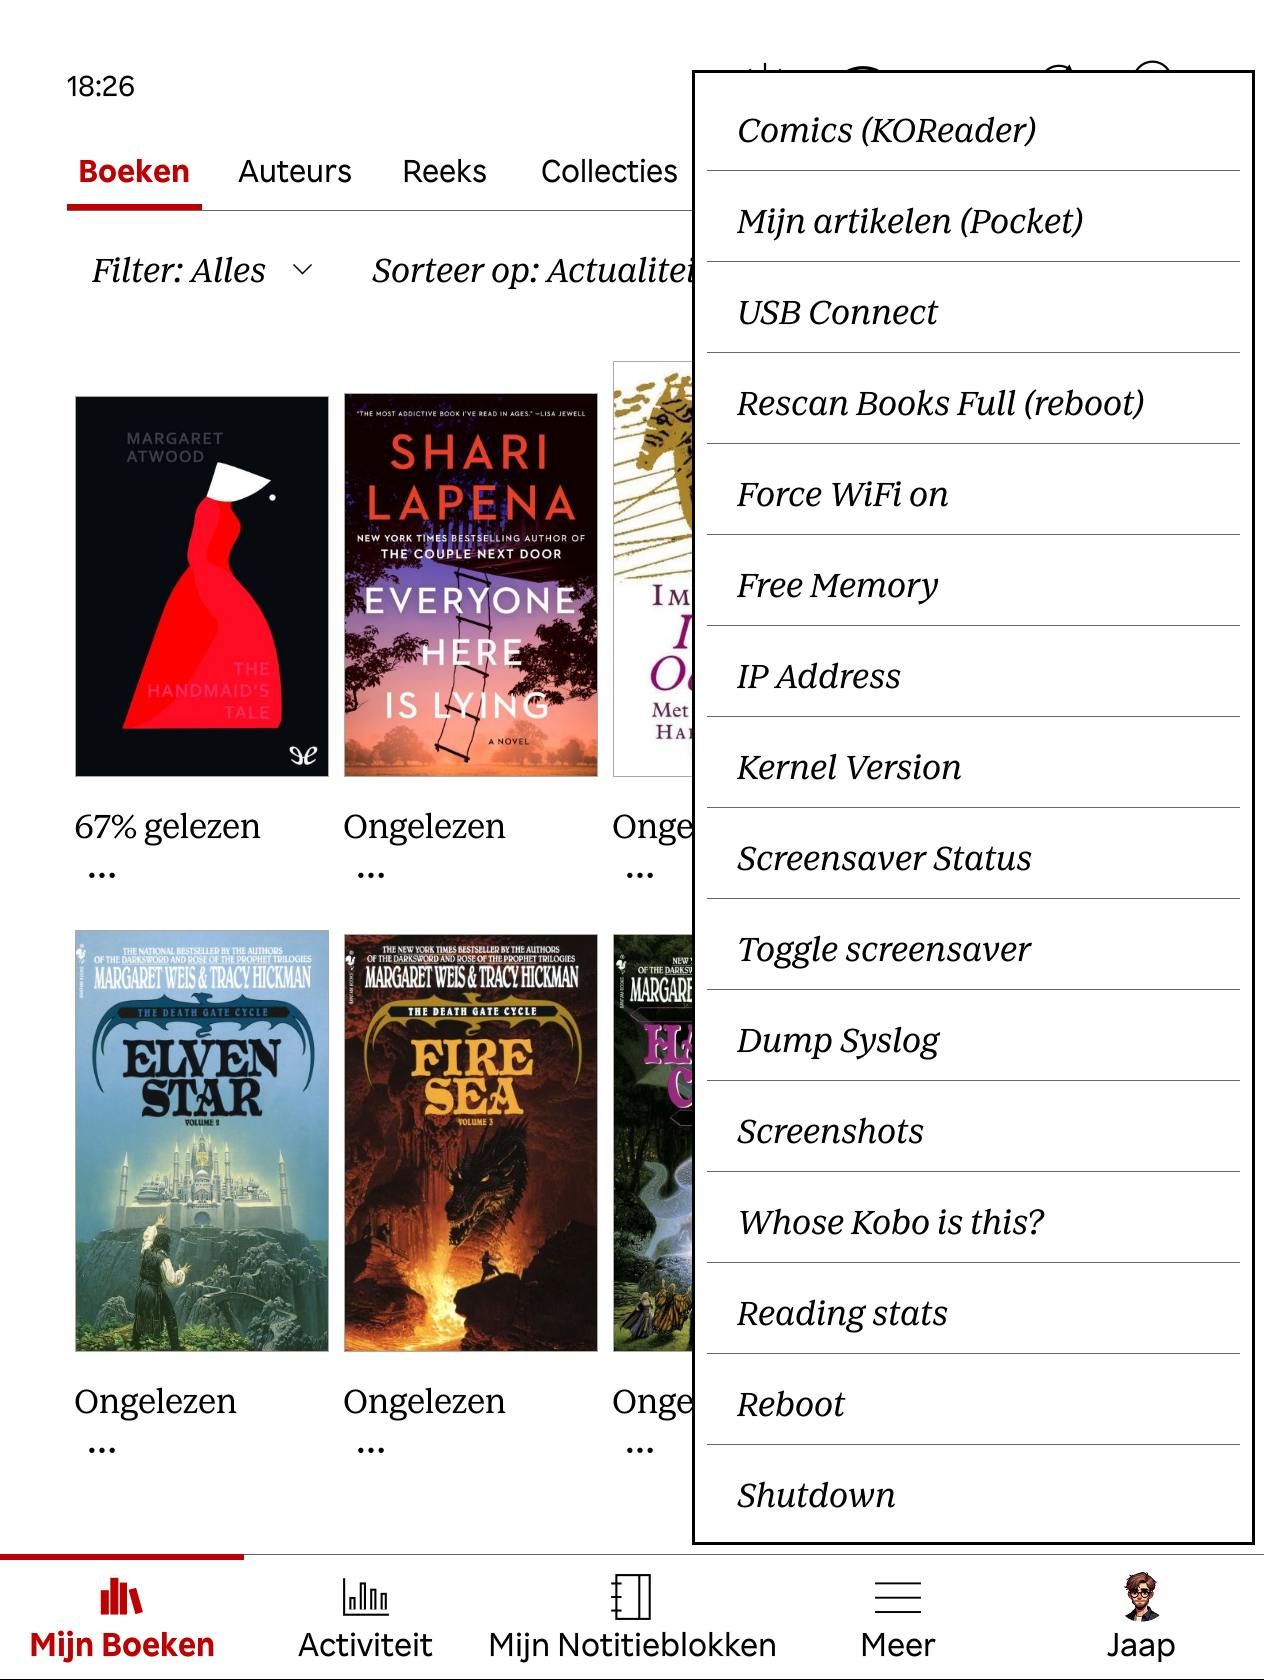 18:26
Boeken
Auteurs
Reeks
Collecties
Filter: Alles
Sorteer op:
MARGARET
ATWOOD
THE
HANDMAID'S
TALE
"THE MOST ADDICTIVE BOOK I'VE READ IN AGES." —LISA JEWELL
SHARI
LAPENA
NEW YORK TIMES BESTSELLING AUTHOR OF
THE COUPLE NEXT DOOR
EVERYONE
HERE
IS LYING
A NOVEL
Met
67% gelezen
Ongelezen
...
...
...
THE NATIONAL BESTSELLER BY THE AUTHORS
OF THE DARKSWORD AND ROSE OF THE PROPHET TRILOGIES
MARGARET WEIS & TRACY HICKMAN
THE DEATH GATE CYCLE
ELVEN
STAR
VOLUME 2
THE NEW YORK TIMES BESTSELLER BY THE AUTHORS
OF THE DARKSWORD AND ROSE OF THE PROPHET TRILOGIES
MARGARET WEIS & TRACY HICKMAN
THE DEATH GATE CYCLE
FIRE
SEA
VOLUME 3
Ongelezen
Ongelezen
...
...
...
Comics (KOReader)
Mijn artikelen (Pocket)
USB Connect
Rescan Books Full (reboot)
Force WiFi on
Free Memory
IP Address
Kernel Version
Screensaver Status
Toggle screensaver
Dump Syslog
Screenshots
Whose Kobo is this?
Reading stats
Reboot
Shutdown
Mijn Boeken
Activiteit
Mijn Notitieblokken
Meer
Jaap